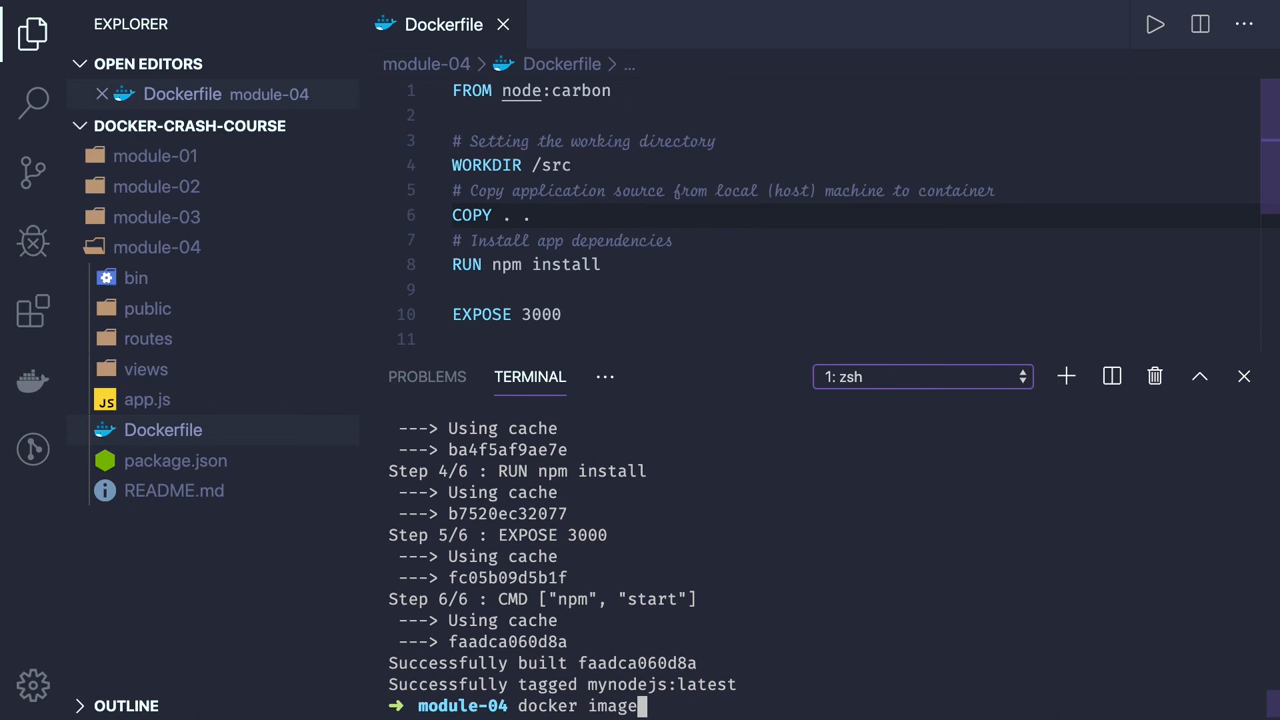 EXPLORER
OPEN EDITORS
Dockerfile module-04
DOCKER-CRASH-COURSE
module-01
module-02
module-03
module-04
bin
public
routes
views
JS app.js
Dockerfile
package.json
README.md
OUTLINE
Dockerfile
module-04 > Dockerfile > ...
1 FROM node:carbon
2
3 # Setting the working directory
4 WORKDIR /src
5 # Copy application source from local (host) machine to container
6 COPY . .
7 # Install app dependencies
8 RUN npm install
9
10 EXPOSE 3000
11
PROBLEMS TERMINAL ... 1: zsh
---> Using cache
---> ba4f5af9ae7e
Step 4/6 : RUN npm install
---> Using cache
---> b7520ec32077
Step 5/6 : EXPOSE 3000
---> Using cache
---> fc05b09d5b1f
Step 6/6 : CMD ["npm", "start"]
---> Using cache
---> faadca060d8a
Successfully built faadca060d8a
Successfully tagged mynodejs:latest
➜ module-04 docker image